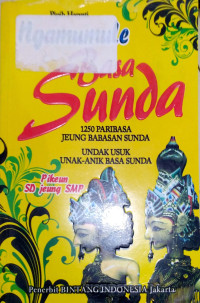 Ngamumule
Basa
Sunda
1250 PARIBASA
JEUNG BABASAN SUNDA
UNDAK USUK
UNAK-ANIK BASA SUNDA
Pikeun
SD jeung SMP
Penerbit BINTANG INDONESIA Jakarta